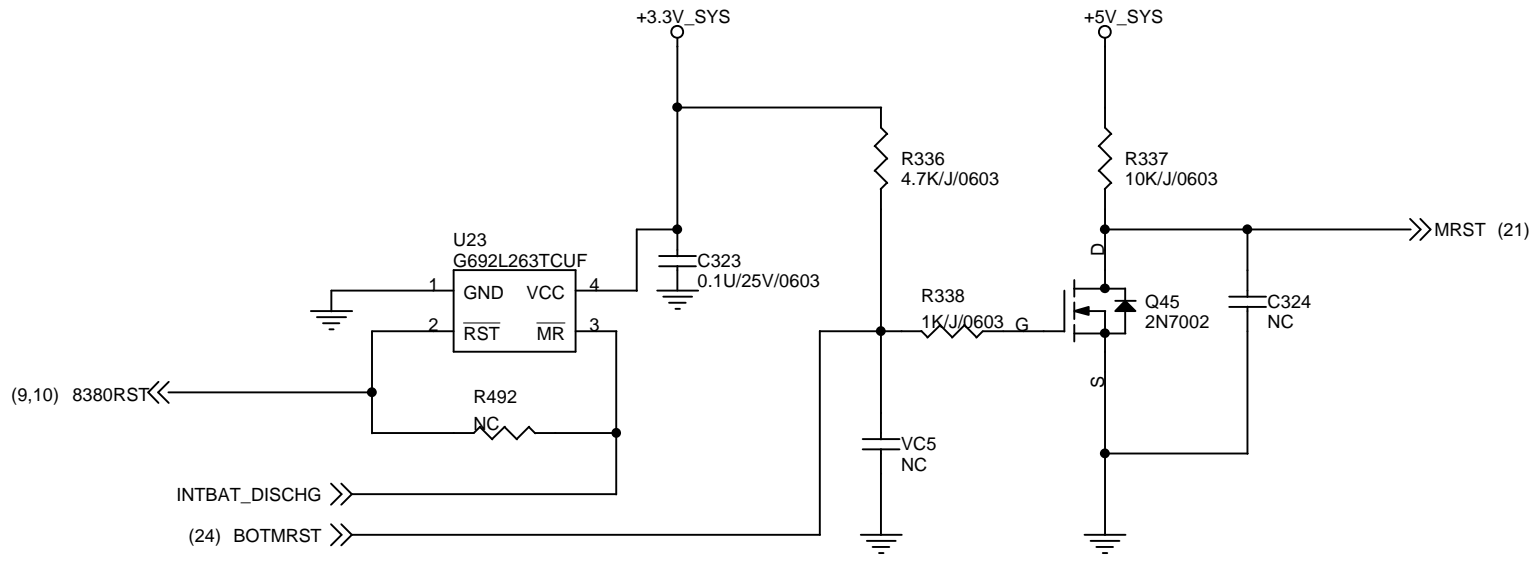 +3.3V_SYS
+5V_SYS
R336
4.7K/J/0603
R337
10K/J/0603
MRST (21)
U23
G692L263TCUF
C323
0.1U/25V/0603
1 GND VCC 4
2 RST MR 3
D
R338
1K/J/0603 G
Q45
2N7002
C324
NC
S
(9,10) 8380RST
R492
NC
VC5
NC
INTBAT_DISCHG
(24) BOTMRST